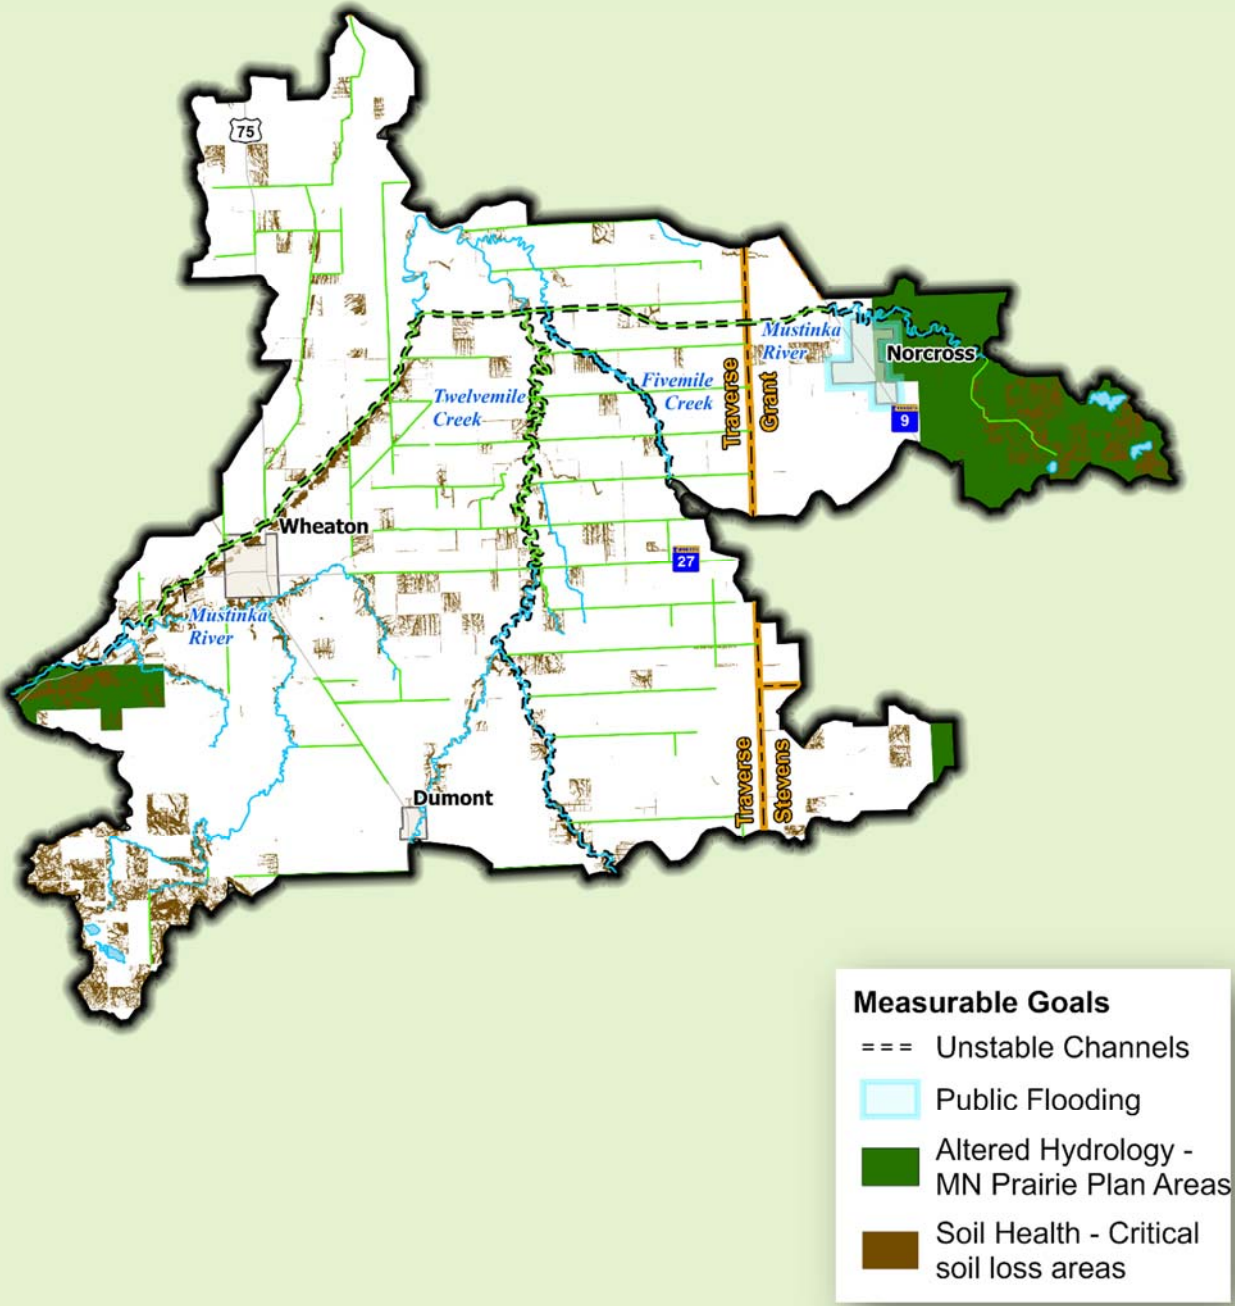 75
Mustinka
River
Norcross
Fivemile
Creek
Twelvemile
Creek
Traverse
Grant
9
Wheaton
27
Mustinka
River
Traverse
Stevens
Dumont
Measurable Goals
Unstable Channels
Public Flooding
Altered Hydrology -
MN Prairie Plan Areas
Soil Health - Critical
soil loss areas